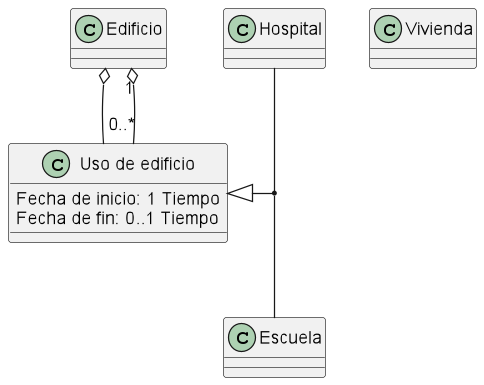 C Edificio
C Hospital
C Vivienda
1
0..*
C Uso de edificio
Fecha de inicio: 1 Tiempo
Fecha de fin: 0..1 Tiempo
C Escuela